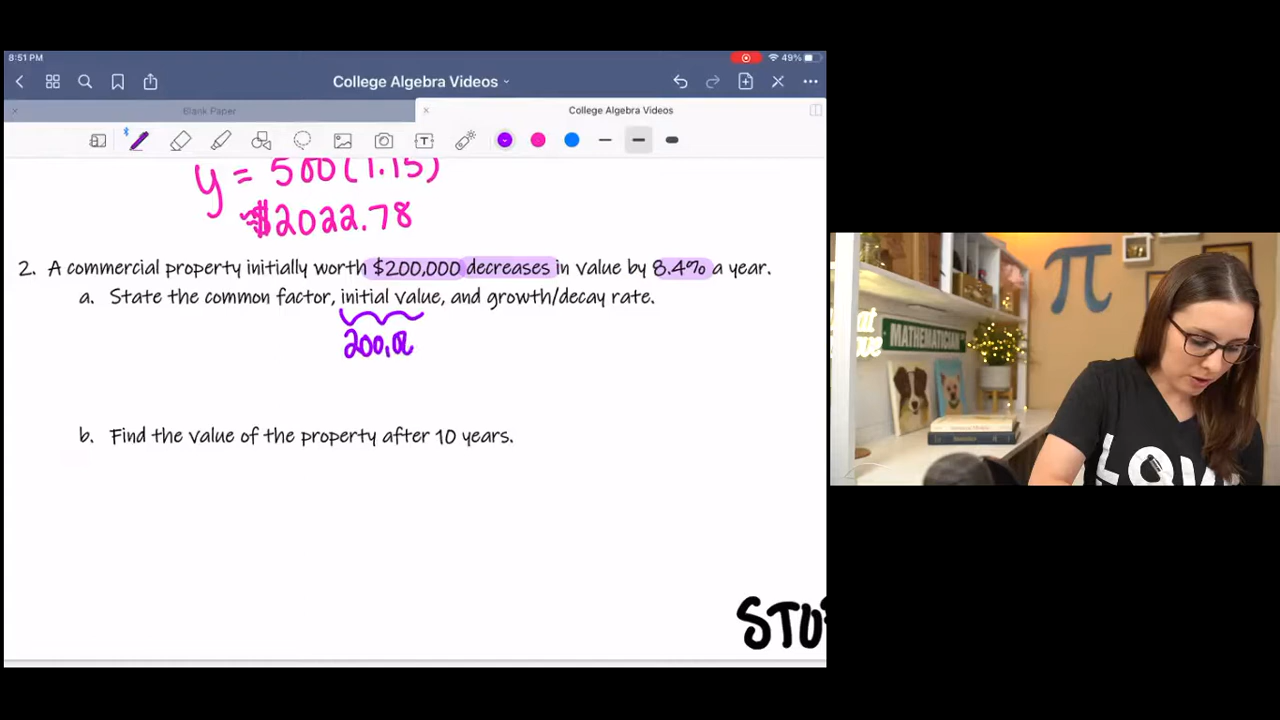 8:51 PM
49%
College Algebra Videos
Blank Paper
College Algebra Videos
y = 500(1.15)
≈$2022.78
2. A commercial property initially worth $200,000 decreases in value by 8.4% a year.
a. State the common factor, initial value, and growth/decay rate.
200,00
b. Find the value of the property after 10 years.
MATHEMATICIAN
π
LOVE